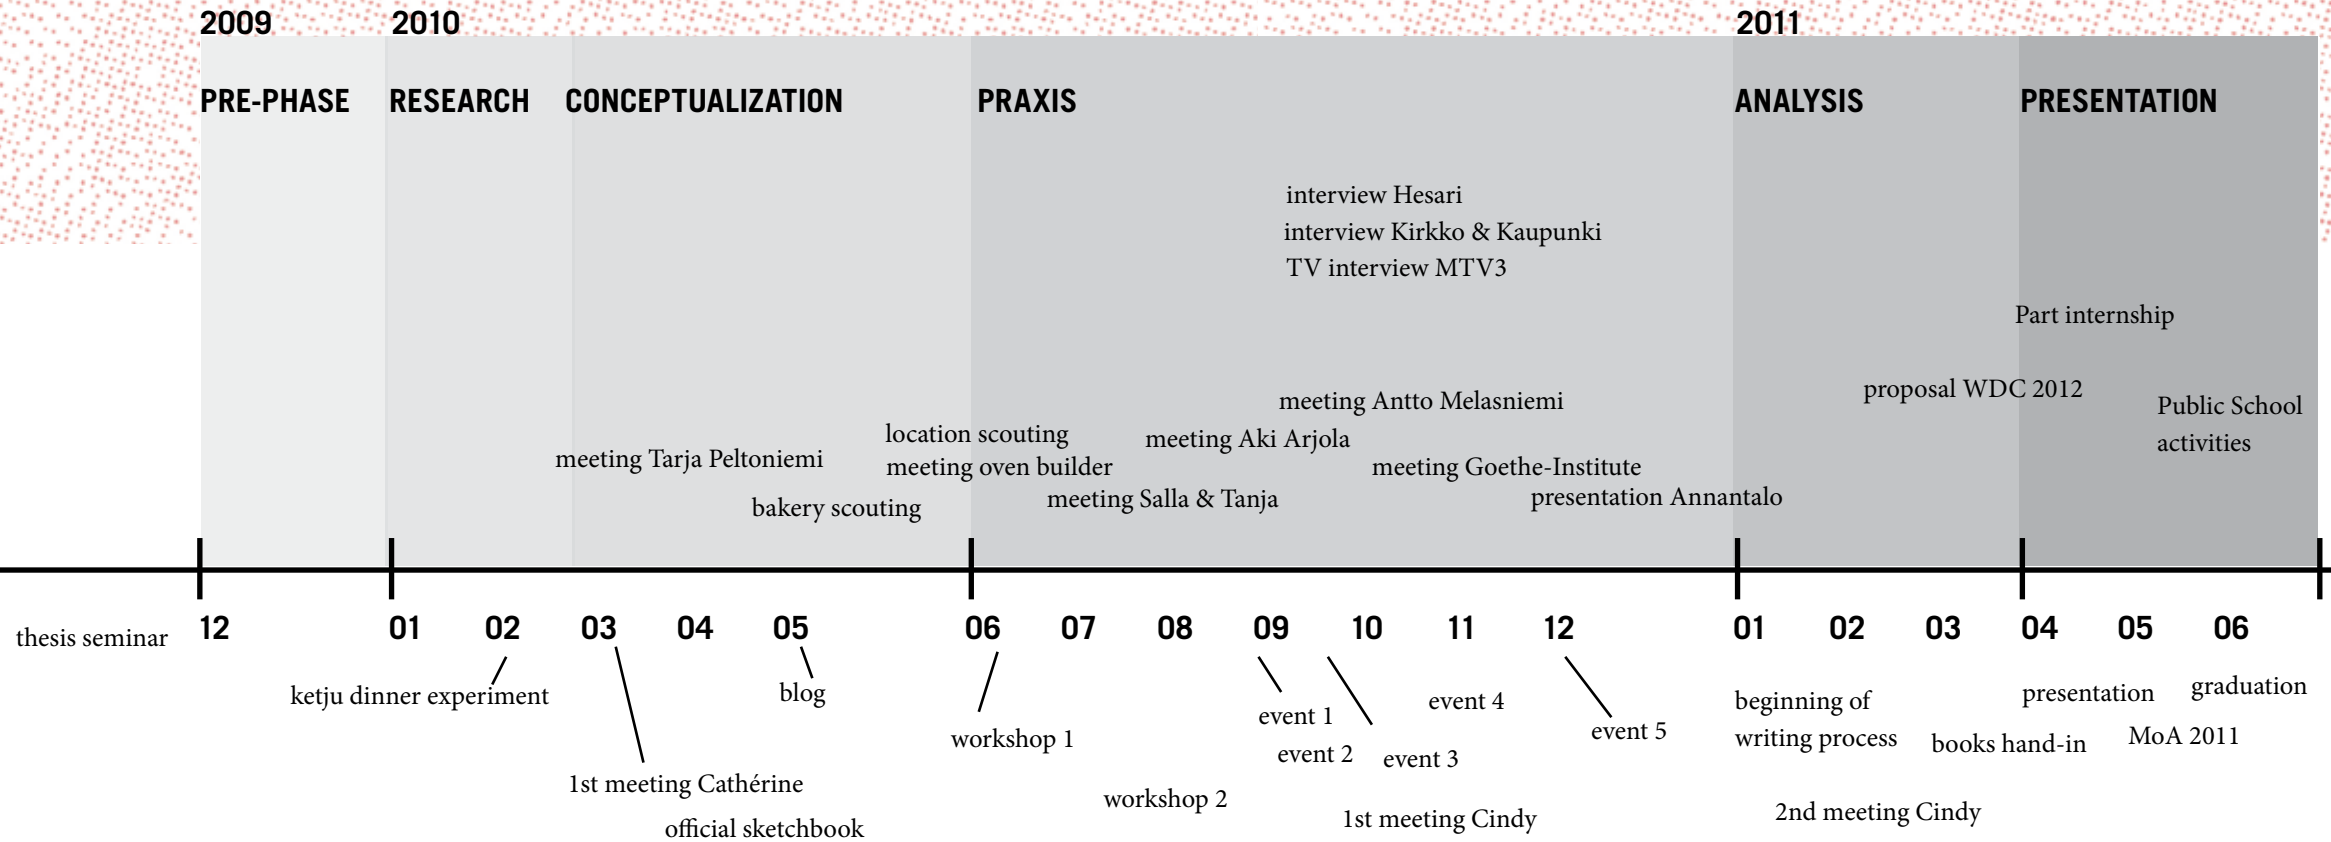 2009 2010 2011
PRE-PHASE RESEARCH CONCEPTUALIZATION PRAXIS ANALYSIS PRESENTATION
interview Hesari
interview Kirkko & Kaupunki
TV interview MTV3
Part internship
proposal WDC 2012
Public School
activities
meeting Antto Melasniemi
location scouting
meeting Aki Arjola
meeting Tarja Peltoniemi
meeting oven builder
meeting Goethe-Institute
meeting Salla & Tanja
presentation Annantalo
bakery scouting
thesis seminar
12 01 02 03 04 05 06 07 08 09 10 11 12 01 02 03 04 05 06
ketju dinner experiment
blog
workshop 1
event 1
event 2
event 3
event 4
event 5
beginning of
writing process
books hand-in
presentation
graduation
MoA 2011
1st meeting Cathérine
official sketchbook
workshop 2
1st meeting Cindy
2nd meeting Cindy